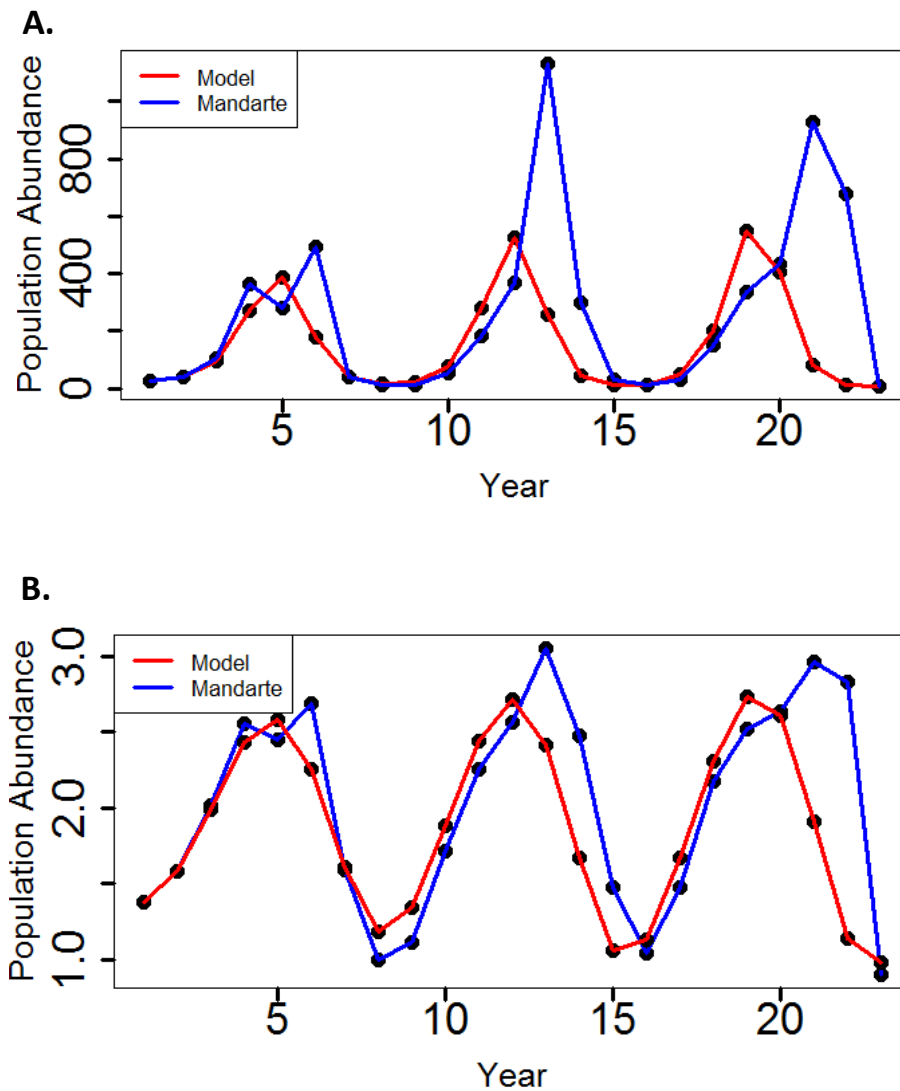 A.
Population Abundance
Model
Mandarte
800
400
0
5
10
15
20
Year
B.
Population Abundance
Model
Mandarte
3.0
2.0
1.0
5
10
15
20
Year